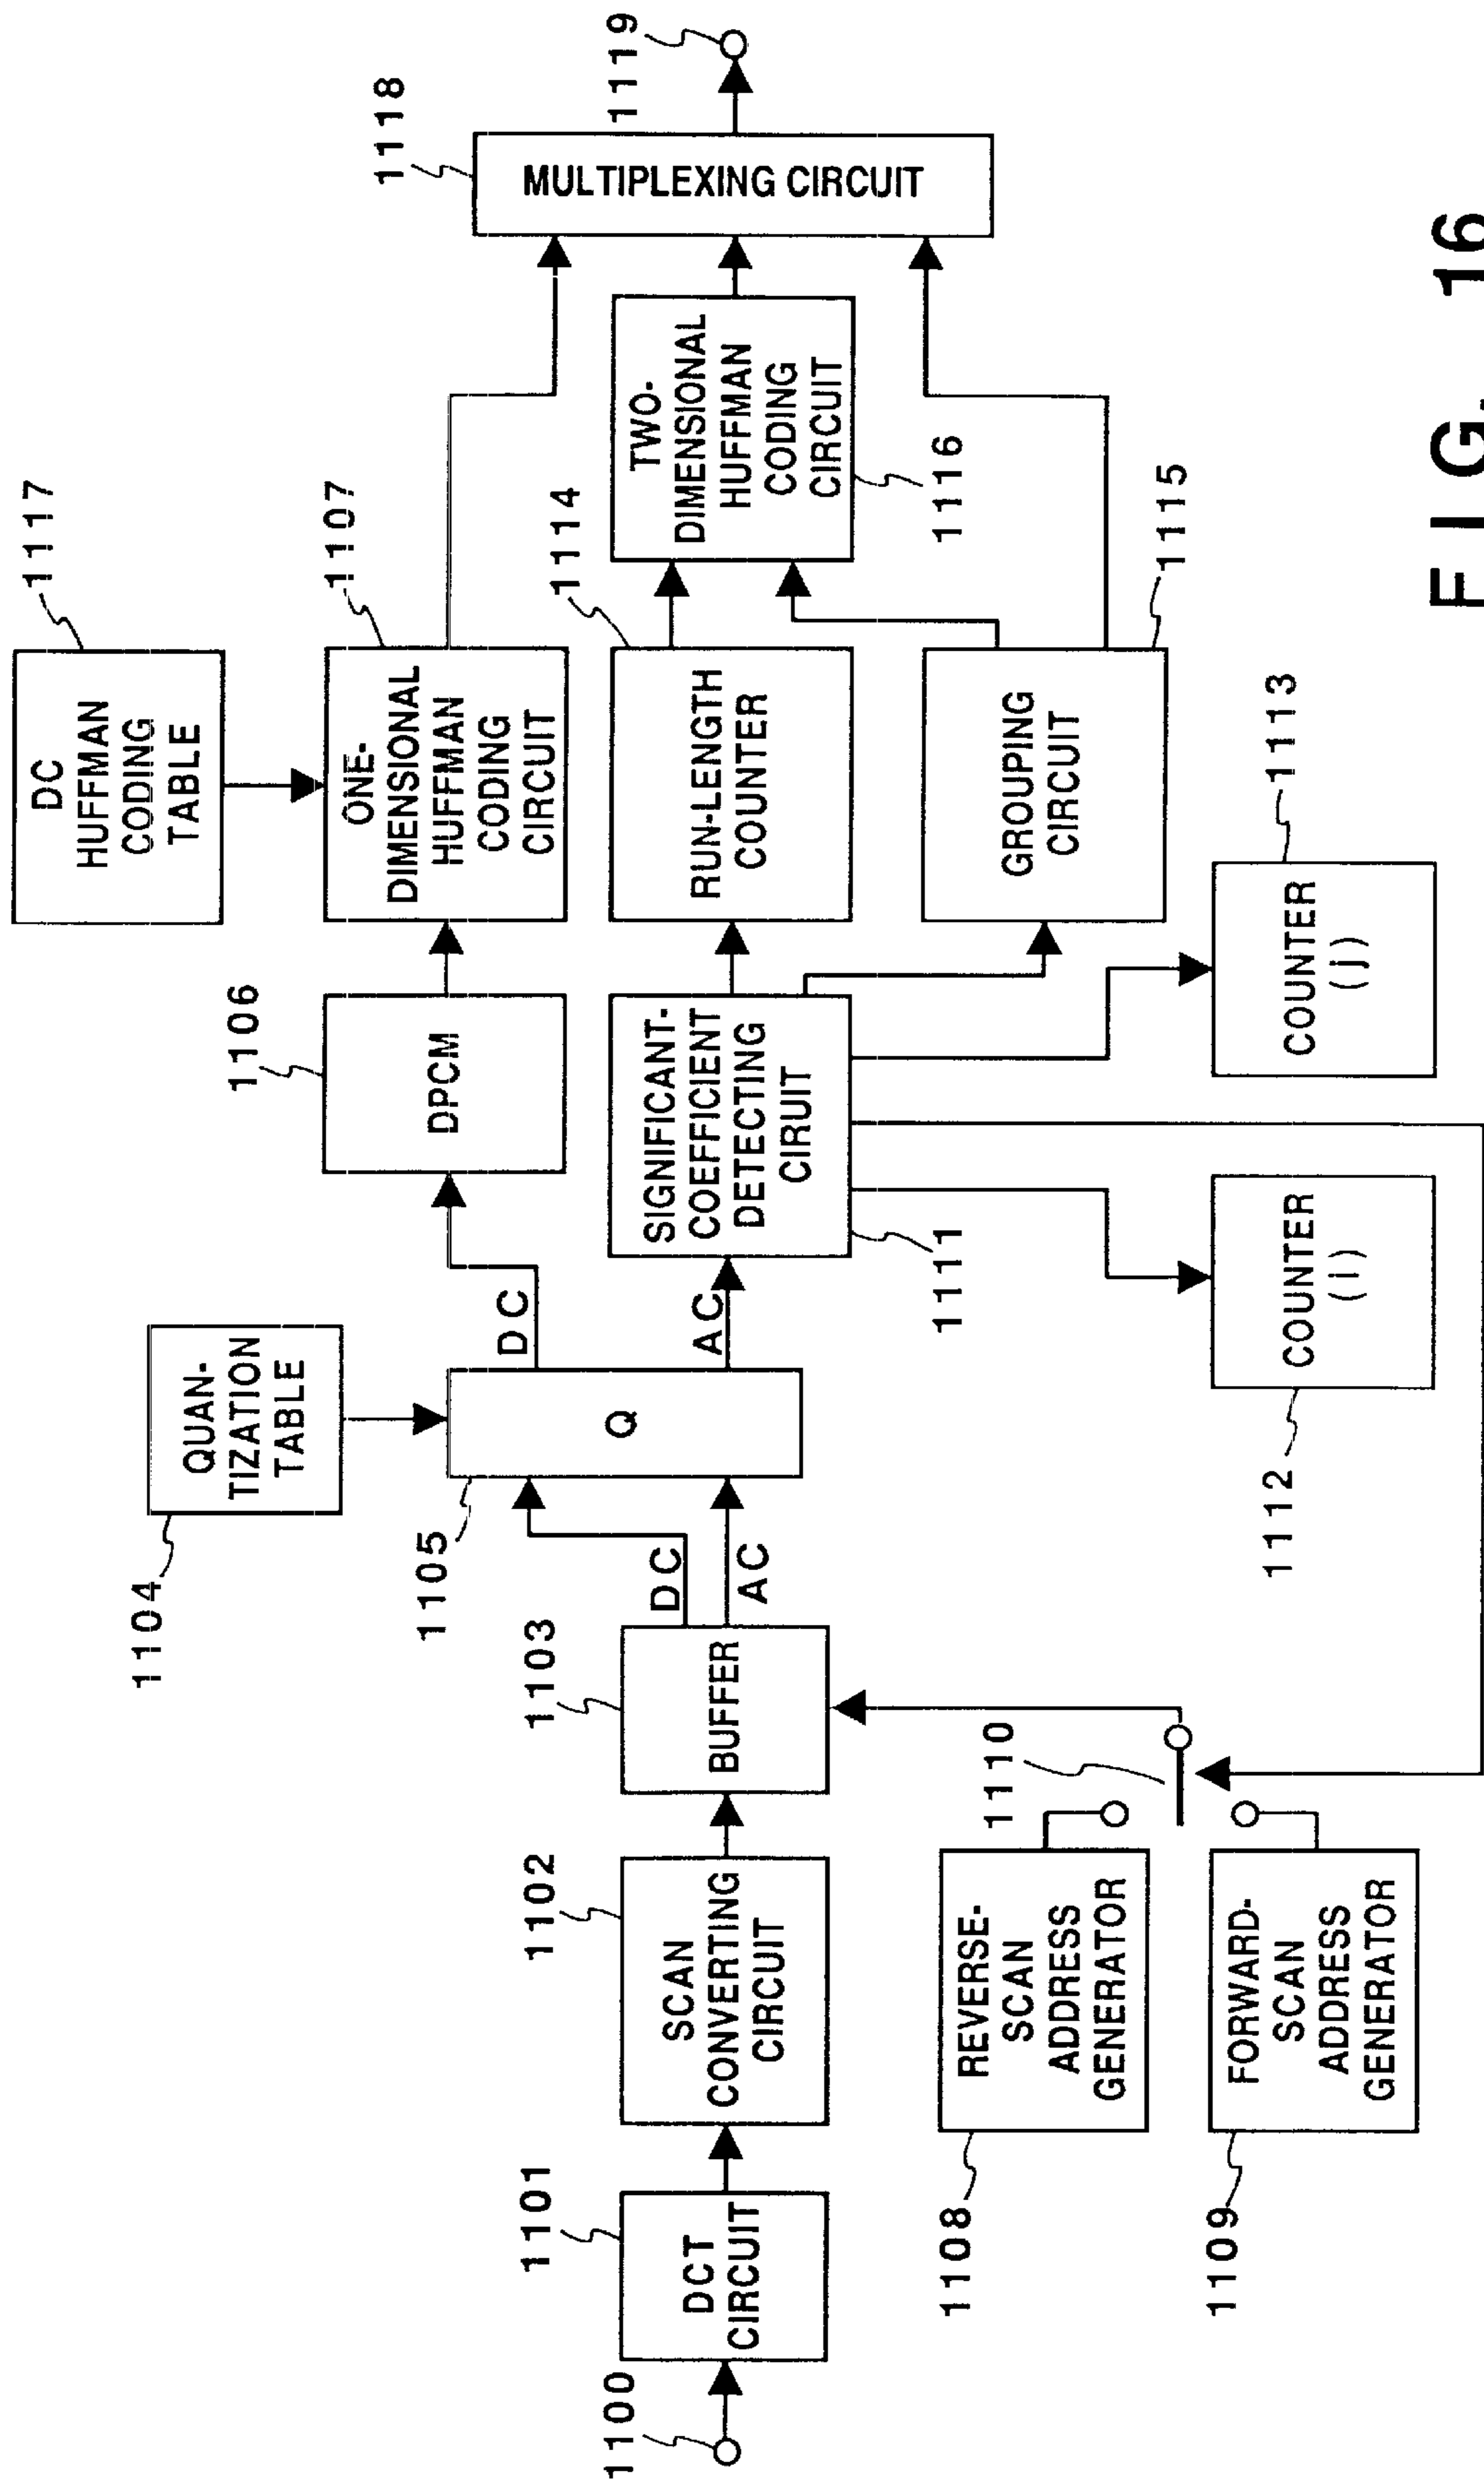 1100
1101
DCT
CIRCUIT
1102
SCAN
CONVERTING
CIRCUIT
1103
BUFFER
DC
AC
1104
QUAN-
TIZATION
TABLE
1105
Q
DC
AC
1106
DPCM
1117
DC
HUFFMAN
CODING
TABLE
1107
ONE-
DIMENSIONAL
HUFFMAN
CODING
CIRCUIT
1108
REVERSE-
SCAN
ADDRESS
GENERATOR
1109
FORWARD-
SCAN
ADDRESS
GENERATOR
1110
1111
SIGNIFICANT-
COEFFICIENT
DETECTING
CIRUIT
1112
COUNTER
(i)
1113
COUNTER
(j)
1114
RUN-LENGTH
COUNTER
1115
GROUPING
CIRCUIT
1116
TWO-
DIMENSIONAL
HUFFMAN
CODING
CIRCUIT
1118
MULTIPLEXING CIRCUIT
1119
FIG. 16